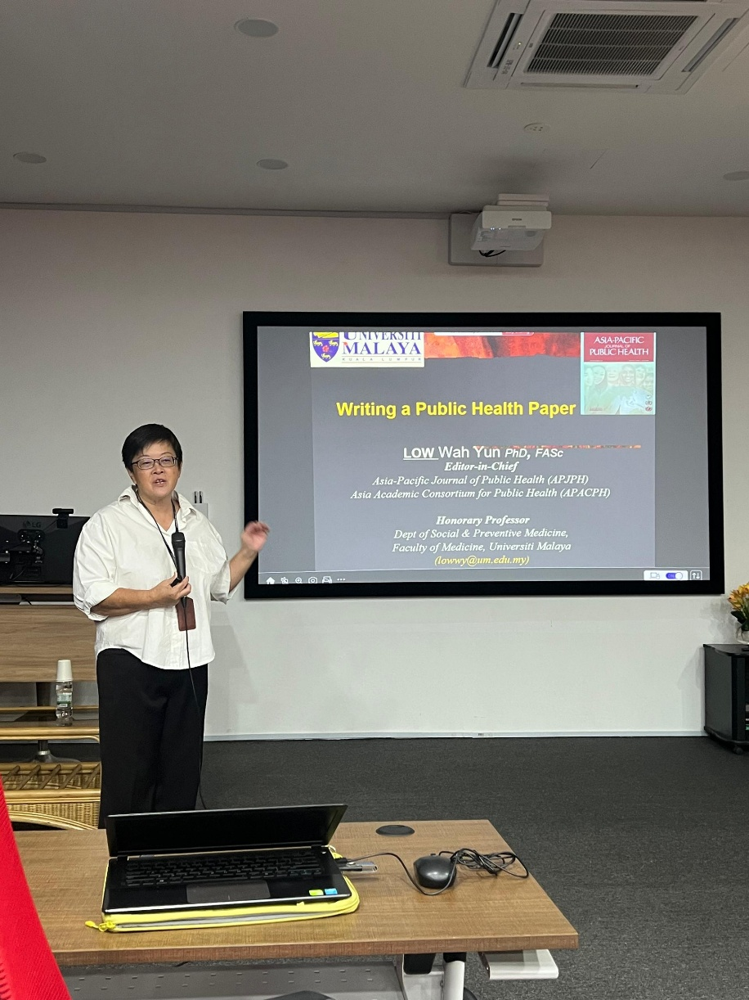 UNIVERSITI
MALAYA
KUALA LUMPUR
ASIA-PACIFIC
JOURNAL OF
PUBLIC HEALTH
Writing a Public Health Paper
LOW Wah Yun PhD, FASc
Editor-in-Chief
Asia-Pacific Journal of Public Health (APJPH)
Asia Academic Consortium for Public Health (APACPH)
Honorary Professor
Dept of Social & Preventive Medicine,
Faculty of Medicine, Universiti Malaya
(lowwy@um.edu.my)
LG